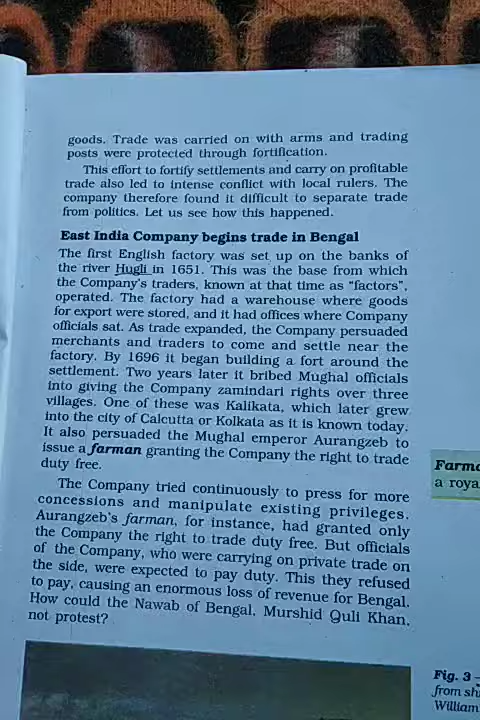 goods. Trade was carried on with arms and trading
posts were protected through fortification.
This effort to fortify settlements and carry on profitable
trade also led to intense conflict with local rulers. The
company therefore found it difficult to separate trade
from politics. Let us see how this happened.
East India Company begins trade in Bengal
The first English factory was set up on the banks of
the river Hugli in 1651. This was the base from which
the Company's traders, known at that time as "factors",
operated. The factory had a warehouse where goods
for export were stored, and it had offices where Company
officials sat. As trade expanded, the Company persuaded
merchants and traders to come and settle near the
factory. By 1696 it began building a fort around the
settlement. Two years later it bribed Mughal officials
into giving the Company zamindari rights over three
villages. One of these was Kalikata, which later grew
into the city of Calcutta or Kolkata as it is known today.
It also persuaded the Mughal emperor Aurangzeb to
issue a farman granting the Company the right to trade
duty free.
The Company tried continuously to press for more
concessions and manipulate existing privileges.
Aurangzeb's farman, for instance, had granted only
the Company the right to trade duty free. But officials
of the Company, who were carrying on private trade on
the side, were expected to pay duty. This they refused
to pay, causing an enormous loss of revenue for Bengal.
How could the Nawab of Bengal, Murshid Quli Khan,
not protest?
a
Fig. 3
from
William